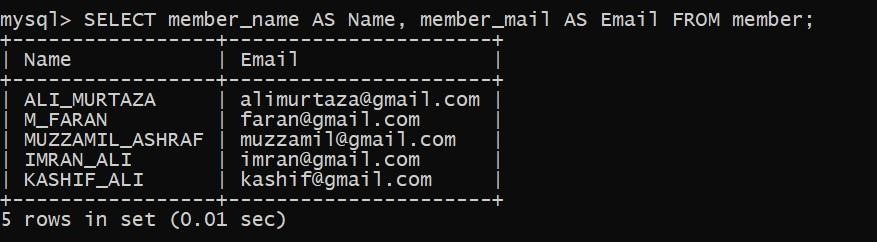 mysql> SELECT member_name AS Name, member_mail AS Email FROM member;
+-----------------+----------------------+
| Name            | Email                |
+-----------------+----------------------+
| ALI_MURTAZA     | alimurtaza@gmail.com |
| M_FARAN         | faran@gmail.com      |
| MUZZAMIL_ASHRAF | muzzamil@gmail.com   |
| IMRAN_ALI       | imran@gmail.com      |
| KASHIF_ALI      | kashif@gmail.com     |
+-----------------+----------------------+
5 rows in set (0.01 sec)